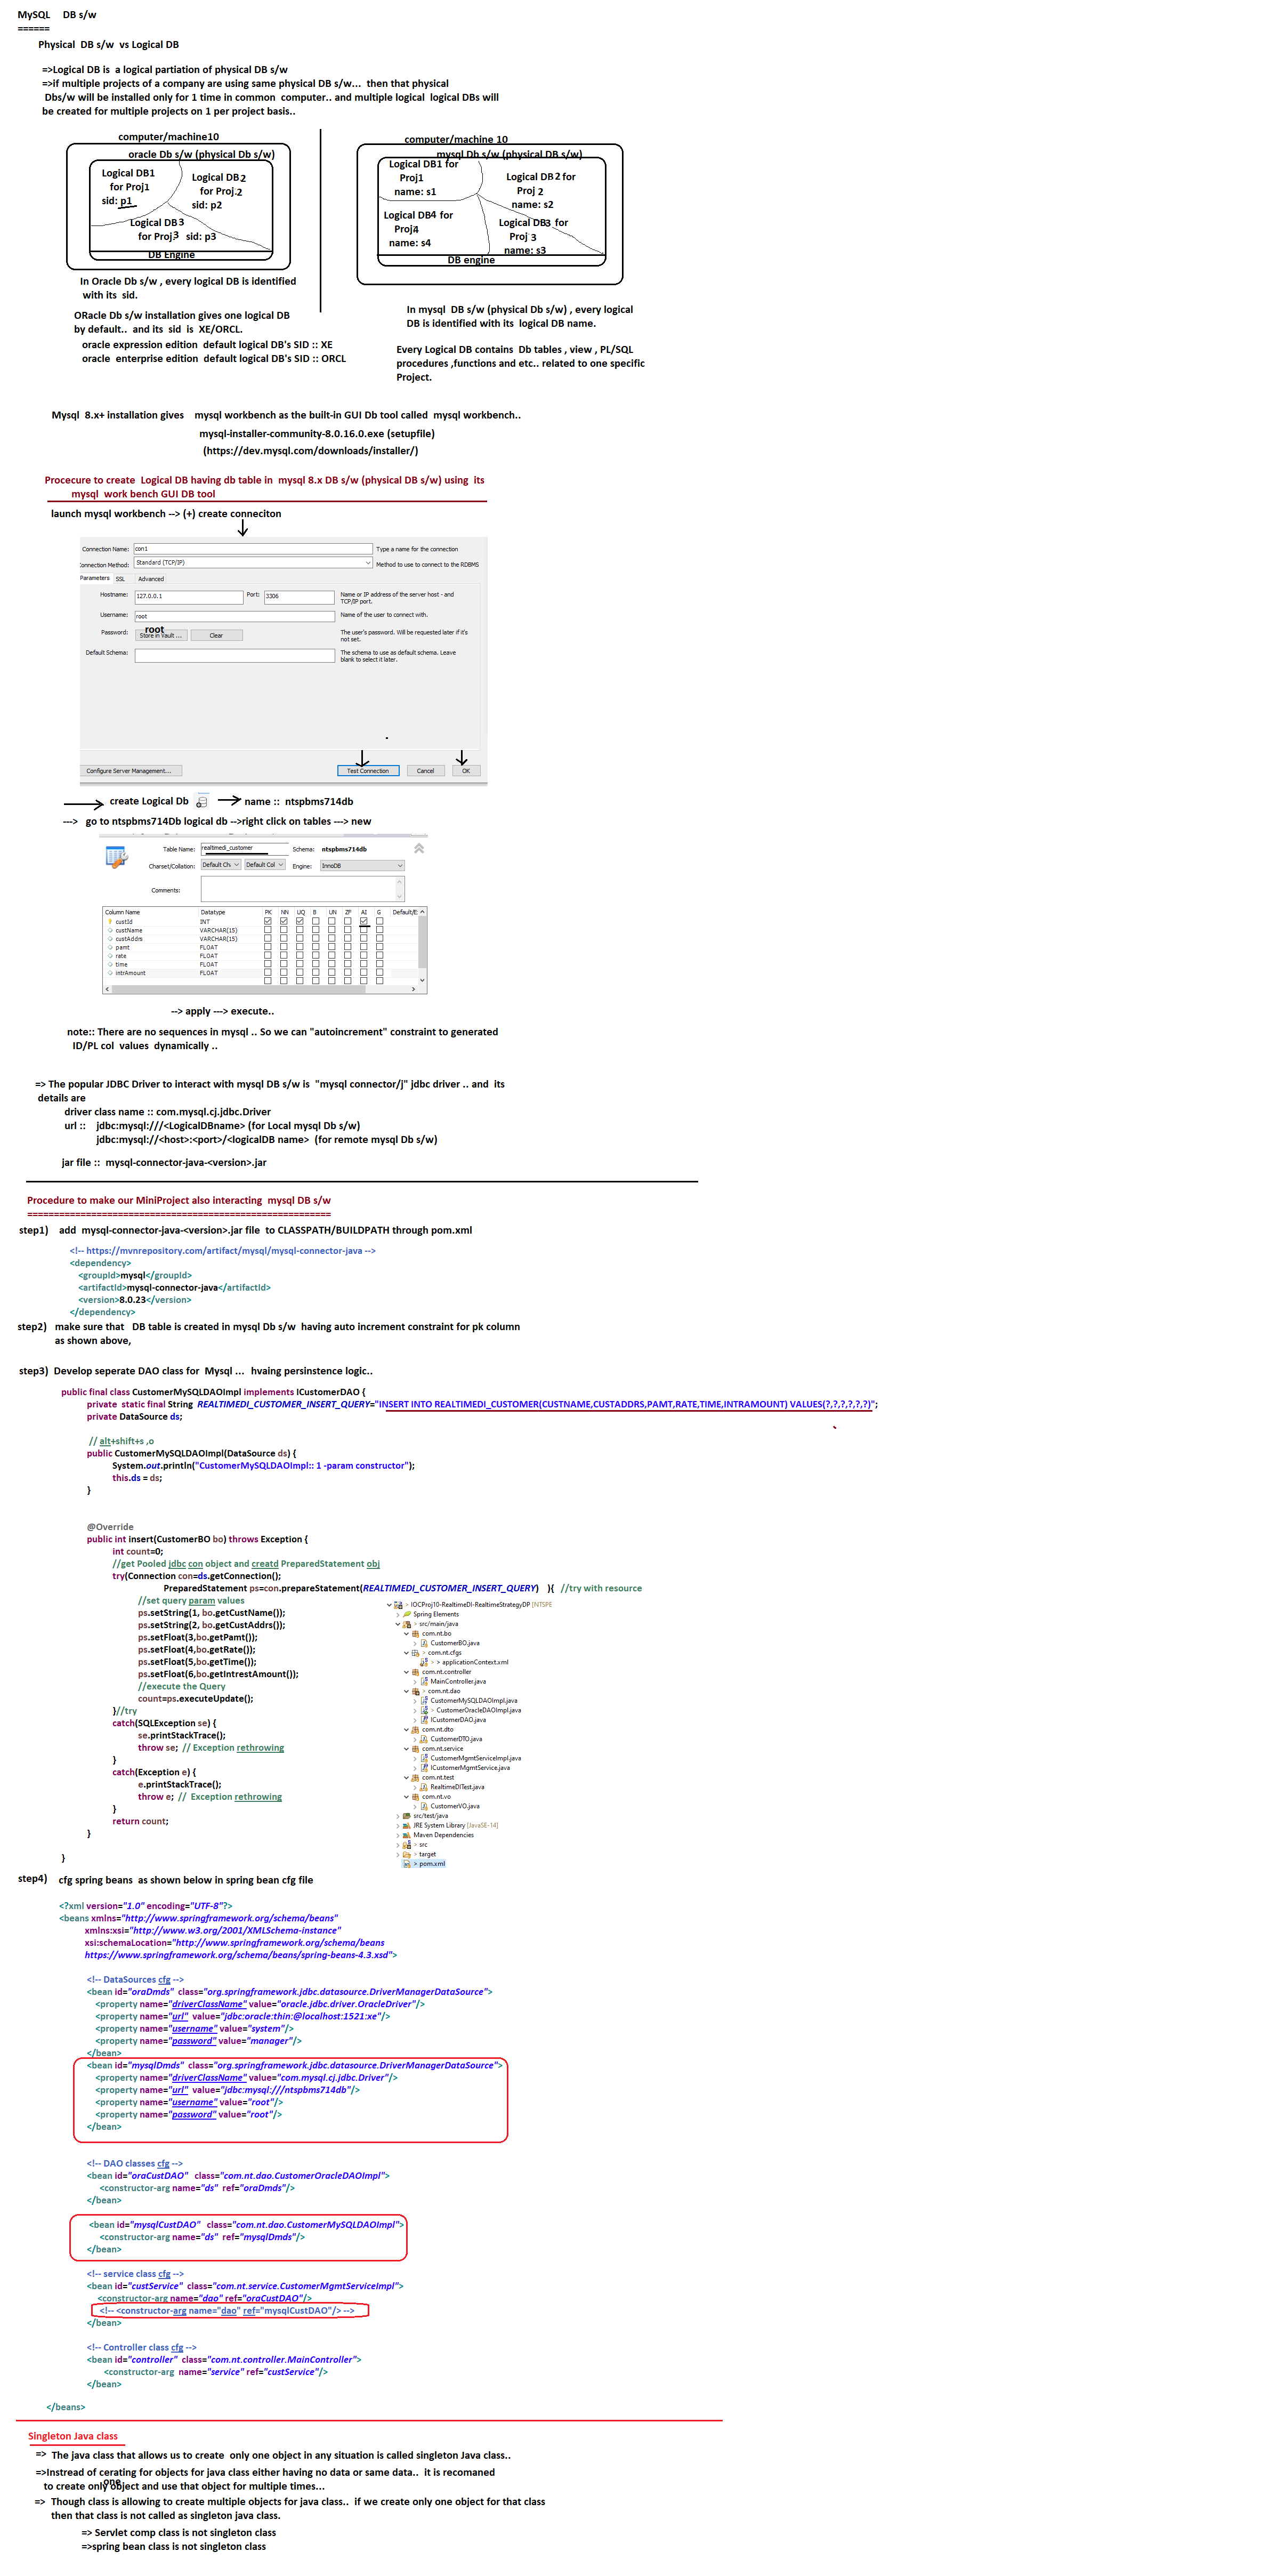 MySQL DB s/w
======
Physical DB s/w vs Logical DB
=>Logical DB is a logical partiation of physical DB s/w
=>if multiple projects of a company are using same physical DB s/w... then that physical
Dbs/w will be installed only for 1 time in common computer.. and multiple logical logical DBs will
be created for multiple projects on 1 per project basis..
computer/machine10
oracle Db s/w (physical Db s/w)
Logical DB1
for Proj1
sid: p1
Logical DB2
for Proj.2
sid: p2
Logical DB3
for Proj3 sid: p3
DB Engine
In Oracle Db s/w , every logical DB is identified
with its sid.
ORacle Db s/w installation gives one logical DB
by default.. and its sid is XE/ORCL.
oracle expression edition default logical DB's SID :: XE
oracle enterprise edition default logical DB's SID :: ORCL
computer/machine 10
mysql Db s/w (physical DB s/w)
Logical DB1 for
Proj1
name: s1
Logical DB2 for
Proj 2
name: s2
Logical DB4 for
Proj4
name: s4
Logical DB3 for
Proj 3
name: s3
DB engine
In mysql DB s/w (physical Db s/w) , every logical
DB is identified with its logical DB name.
Every Logical DB contains Db tables , view , PL/SQL
procedures ,functions and etc.. related to one specific
Project.
Mysql 8.x+ installation gives mysql workbench as the built-in GUI Db tool called mysql workbench..
mysql-installer-community-8.0.16.0.exe (setupfile)
(https://dev.mysql.com/downloads/installer/)
Procecure to create Logical DB having db table in mysql 8.x DB s/w (physical DB s/w) using its
mysql work bench GUI DB tool
launch mysql workbench --> (+) create conneciton
Connection Name: con1 Type a name for the connection
Connection Method: Standard (TCP/IP) Method to use to connect to the RDBMS
Parameters SSL Advanced
Hostname: 127.0.0.1 Port: 3306 Name or IP address of the server host - and
TCP/IP port.
Username: root Name of the user to connect with.
root
Password: Store in Vault ... Clear The user's password. Will be requested later if it's
not set.
Default Schema: The schema to use as default schema. Leave
blank to select it later.
Configure Server Management... Test Connection Cancel OK
create Logical Db name :: ntspbms714db
---> go to ntspbms714Db logical db -->right click on tables ---> new
Table Name: realtimedi_customer Schema: ntspbms714db
Charset/Collation: Default Ch Default Col Engine: InnoDB
Comments:
Column Name Datatype PK NN UQ B UN ZF AI G Default/E
custId INT
custName VARCHAR(15)
custAddrs VARCHAR(15)
pamt FLOAT
rate FLOAT
time FLOAT
intrAmount FLOAT
--> apply ---> execute..
note:: There are no sequences in mysql .. So we can "autoincrement" constraint to generated
ID/PL col values dynamically ..
=> The popular JDBC Driver to interact with mysql DB s/w is "mysql connector/j" jdbc driver .. and its
details are
driver class name :: com.mysql.cj.jdbc.Driver
url :: jdbc:mysql:///<LogicalDBname> (for Local mysql Db s/w)
jdbc:mysql://<host>:<port>/<logicalDB name> (for remote mysql Db s/w)
jar file :: mysql-connector-java-<version>.jar
Procedure to make our MiniProject also interacting mysql DB s/w
=========================================================
step1) add mysql-connector-java-<version>.jar file to CLASSPATH/BUILDPATH through pom.xml
<!-- https://mvnrepository.com/artifact/mysql/mysql-connector-java -->
<dependency>
<groupId>mysql</groupId>
<artifactId>mysql-connector-java</artifactId>
<version>8.0.23</version>
</dependency>
step2) make sure that DB table is created in mysql Db s/w having auto increment constraint for pk column
as shown above,
step3) Develop seperate DAO class for Mysql ... hvaing persinstence logic..
public final class CustomerMySQLDAOImpl implements ICustomerDAO {
private static final String REALTIMEDI_CUSTOMER_INSERT_QUERY="INSERT INTO REALTIMEDI_CUSTOMER(CUSTNAME,CUSTADDRS,PAMT,RATE,TIME,INTRAMOUNT) VALUES(?,?,?,?,?,?)";
private DataSource ds;
// alt+shift+s ,o
public CustomerMySQLDAOImpl(DataSource ds) {
System.out.println("CustomerMySQLDAOImpl:: 1 -param constructor");
this.ds = ds;
}
@Override
public int insert(CustomerBO bo) throws Exception {
int count=0;
//get Pooled jdbc con object and creatd PreparedStatement obj
try(Connection con=ds.getConnection();
PreparedStatement ps=con.prepareStatement(REALTIMEDI_CUSTOMER_INSERT_QUERY) ){ //try with resource
//set query param values
ps.setString(1, bo.getCustName());
ps.setString(2, bo.getCustAddrs());
ps.setFloat(3,bo.getPamt());
ps.setFloat(4,bo.getRate());
ps.setFloat(5,bo.getTime());
ps.setFloat(6,bo.getIntrestAmount());
//execute the Query
count=ps.executeUpdate();
}//try
catch(SQLException se) {
se.printStackTrace();
throw se; // Exception rethrowing
}
catch(Exception e) {
e.printStackTrace();
throw e; // Exception rethrowing
}
return count;
}
}
> IOCProj10-RealtimeDI-RealtimeStrategyDP [NTSPE
Spring Elements
> src/main/java
com.nt.bo
CustomerBO.java
> com.nt.cfgs
> applicationContext.xml
com.nt.controller
MainController.java
> com.nt.dao
CustomerMySQLDAOImpl.java
> CustomerOracleDAOImpl.java
ICustomerDAO.java
com.nt.dto
CustomerDTO.java
com.nt.service
CustomerMgmtServiceImpl.java
ICustomerMgmtService.java
com.nt.test
RealtimeDITest.java
com.nt.vo
CustomerVO.java
src/test/java
JRE System Library [JavaSE-14]
Maven Dependencies
> src
> target
> pom.xml
step4) cfg spring beans as shown below in spring bean cfg file
<?xml version="1.0" encoding="UTF-8"?>
<beans xmlns="http://www.springframework.org/schema/beans"
xmlns:xsi="http://www.w3.org/2001/XMLSchema-instance"
xsi:schemaLocation="http://www.springframework.org/schema/beans
https://www.springframework.org/schema/beans/spring-beans-4.3.xsd">
<!-- DataSources cfg -->
<bean id="oraDmds" class="org.springframework.jdbc.datasource.DriverManagerDataSource">
<property name="driverClassName" value="oracle.jdbc.driver.OracleDriver"/>
<property name="url" value="jdbc:oracle:thin:@localhost:1521:xe"/>
<property name="username" value="system"/>
<property name="password" value="manager"/>
</bean>
<bean id="mysqlDmds" class="org.springframework.jdbc.datasource.DriverManagerDataSource">
<property name="driverClassName" value="com.mysql.cj.jdbc.Driver"/>
<property name="url" value="jdbc:mysql:///ntspbms714db"/>
<property name="username" value="root"/>
<property name="password" value="root"/>
</bean>
<!-- DAO classes cfg -->
<bean id="oraCustDAO" class="com.nt.dao.CustomerOracleDAOImpl">
<constructor-arg name="ds" ref="oraDmds"/>
</bean>
<bean id="mysqlCustDAO" class="com.nt.dao.CustomerMySQLDAOImpl">
<constructor-arg name="ds" ref="mysqlDmds"/>
</bean>
<!-- service class cfg -->
<bean id="custService" class="com.nt.service.CustomerMgmtServiceImpl">
<constructor-arg name="dao" ref="oraCustDAO"/>
<!-- <constructor-arg name="dao" ref="mysqlCustDAO"/> -->
</bean>
<!-- Controller class cfg -->
<bean id="controller" class="com.nt.controller.MainController">
<constructor-arg name="service" ref="custService"/>
</bean>
</beans>
Singleton Java class
=> The java class that allows us to create only one object in any situation is called singleton Java class..
=>Instread of cerating for objects for java class either having no data or same data.. it is recomaned
one
to create only object and use that object for multiple times...
=> Though class is allowing to create multiple objects for java class.. if we create only one object for that class
then that class is not called as singleton java class.
=> Servlet comp class is not singleton class
=>spring bean class is not singleton class